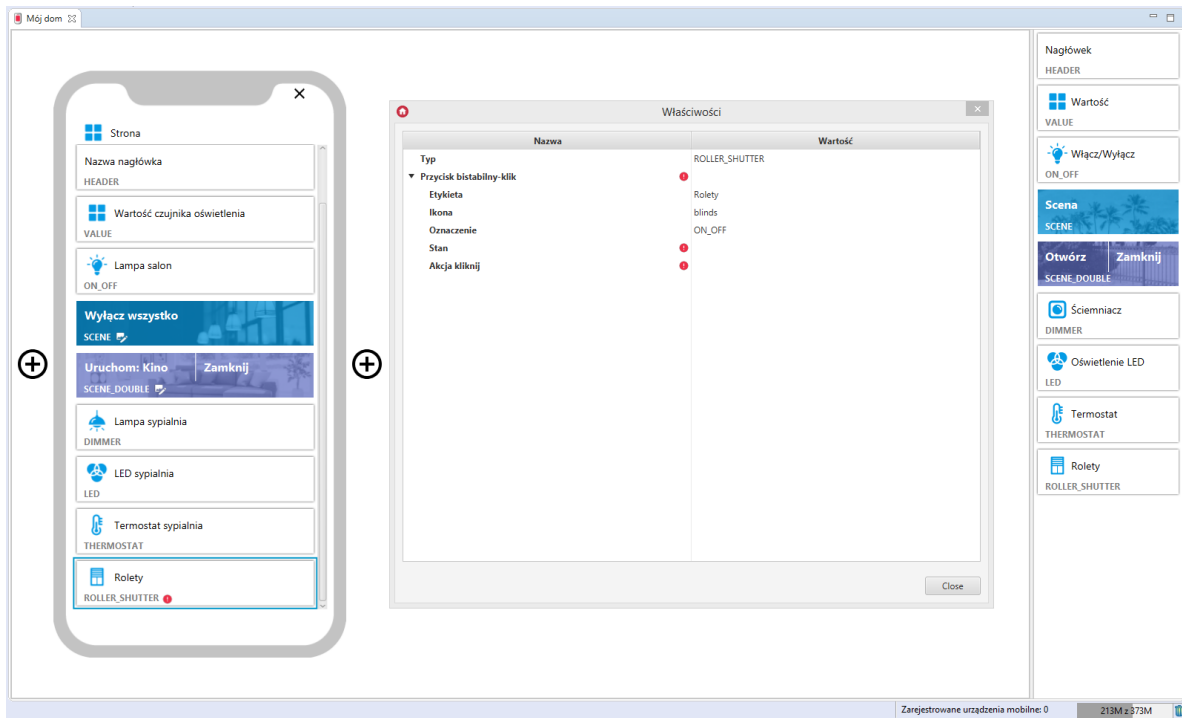 Mój dom
Strona
Nazwa nagłówka
HEADER
Wartość czujnika oświetlenia
VALUE
Lampa salon
ON_OFF
Wyłącz wszystko
SCENE
Uruchom: Kino Zamknij
SCENE_DOUBLE
Lampa sypialnia
DIMMER
LED sypialnia
LED
Termostat sypialnia
THERMOSTAT
Rolety
ROLLER_SHUTTER
Właściwości
Nazwa Wartość
Typ ROLLER_SHUTTER
Przycisk bistabilny-klik
Etykieta Rolety
Ikona blinds
Oznaczenie ON_OFF
Stan
Akcja kliknij
Close
Nagłówek
HEADER
Wartość
VALUE
Włącz/Wyłącz
ON_OFF
Scena
SCENE
Otwórz Zamknij
SCENE_DOUBLE
Ściemniacz
DIMMER
Oświetlenie LED
LED
Termostat
THERMOSTAT
Rolety
ROLLER_SHUTTER
Zarejestrowane urządzenia mobilne: 0
213M z 373M